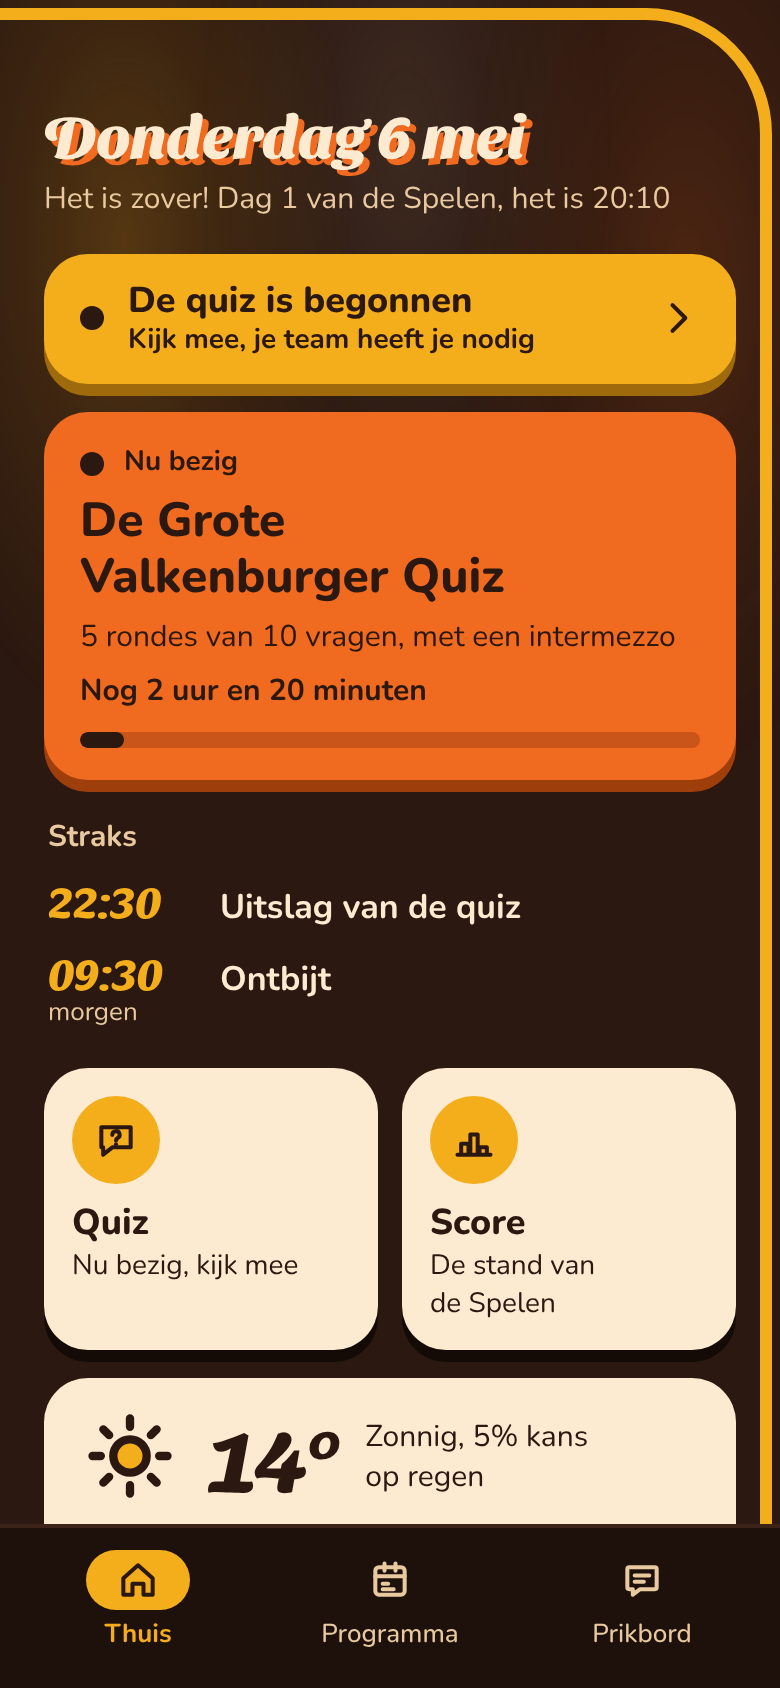 Donderdag 6 mei
Het is zover! Dag 1 van de Spelen, het is 20:10
De quiz is begonnen
Kijk mee, je team heeft je nodig
Nu bezig
De Grote
Valkenburger Quiz
5 rondes van 10 vragen, met een intermezzo
Nog 2 uur en 20 minuten
Straks
22:30 Uitslag van de quiz
09:30 Ontbijt
morgen
Quiz
Nu bezig, kijk mee
Score
De stand van
de Spelen
14°
Zonnig, 5% kans
op regen
Thuis
Programma
Prikbord